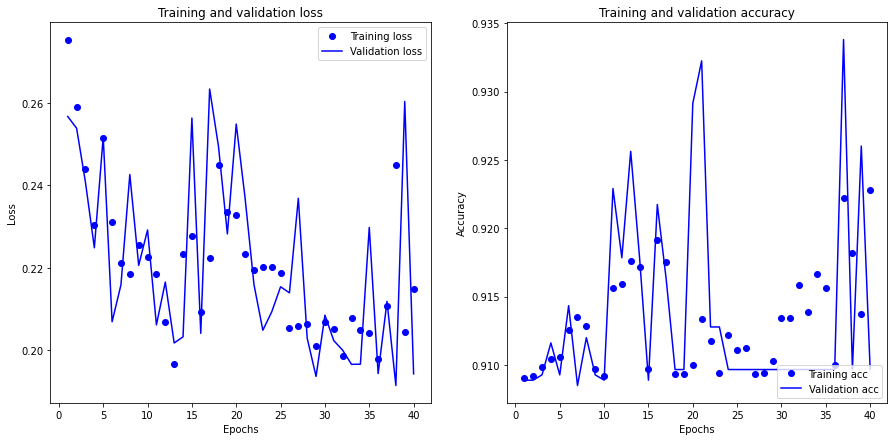 Training and validation loss
Training loss
Validation loss
0.26
0.24
0.22
0.20
Loss
0 5 10 15 20 25 30 35 40
Epochs
Training and validation accuracy
0.935
0.930
0.925
0.920
0.915
0.910
Accuracy
Training acc
Validation acc
0 5 10 15 20 25 30 35 40
Epochs